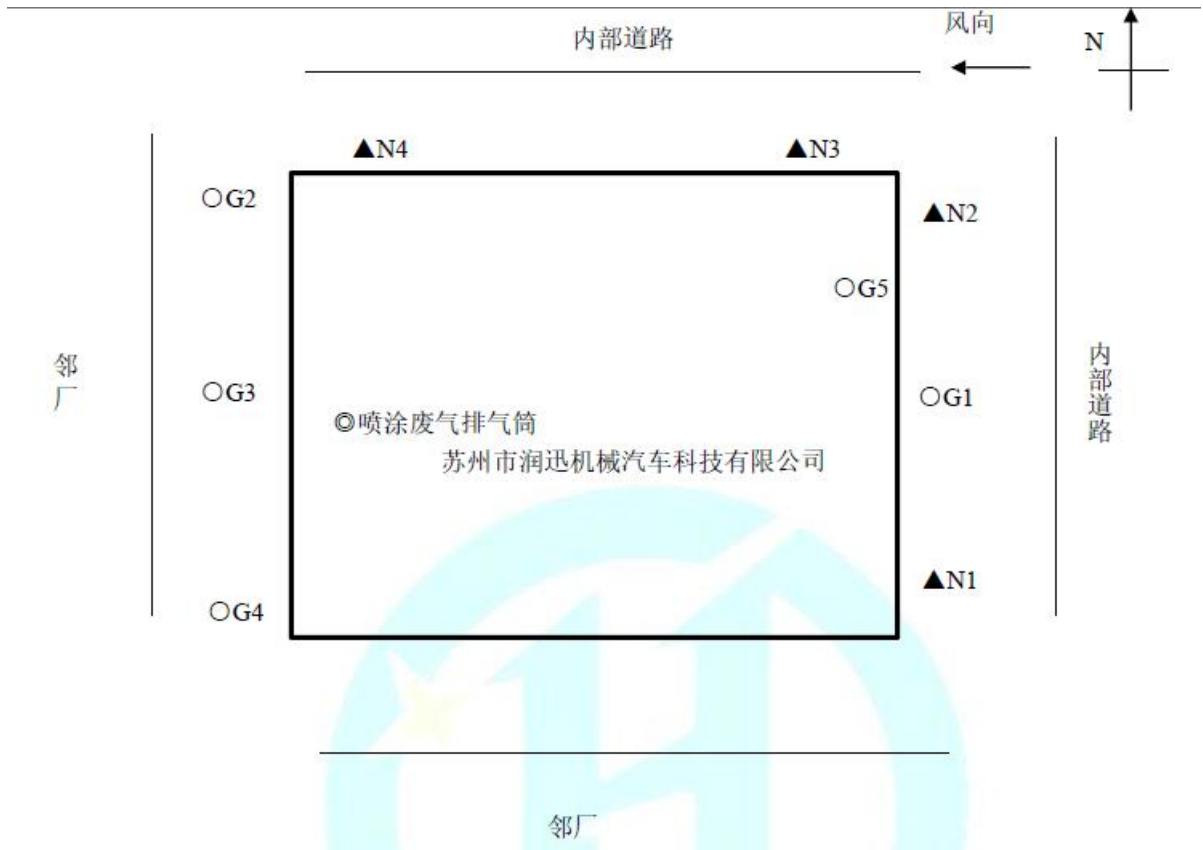 风向
内部道路
N
▲N4
▲N3
○G2
▲N2
○G5
邻厂
○G3
○G1
内部道路
◎喷涂废气排气筒
苏州市润迅机械汽车科技有限公司
▲N1
○G4
邻厂